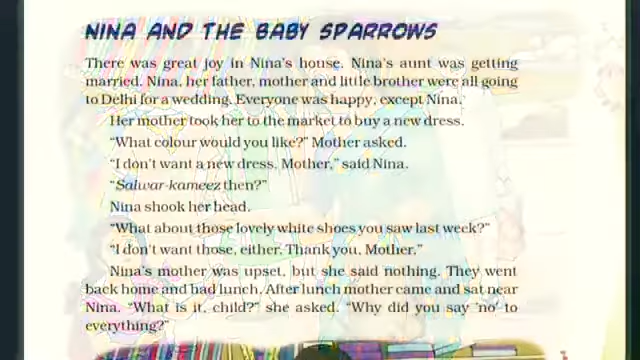 NINA AND THE BABY SPARROWS
There was great joy in Nina's house. Nina's aunt was getting
married. Nina, her father, mother and little brother were all going
to Delhi for a wedding. Everyone was happy, except Nina.
Her mother took her to the market to buy a new dress.
"What colour would you like?" Mother asked.
"I don't want a new dress, Mother," said Nina.
"Salwar-kameez then?"
Nina shook her head.
"What about those lovely white shoes you saw last week?"
"I don't want those, either. Thank you, Mother."
Nina's mother was upset, but she said nothing. They went
back home and had lunch. After lunch mother came and sat near
Nina. "What is it, child?" she asked. "Why did you say 'no' to
everything?"